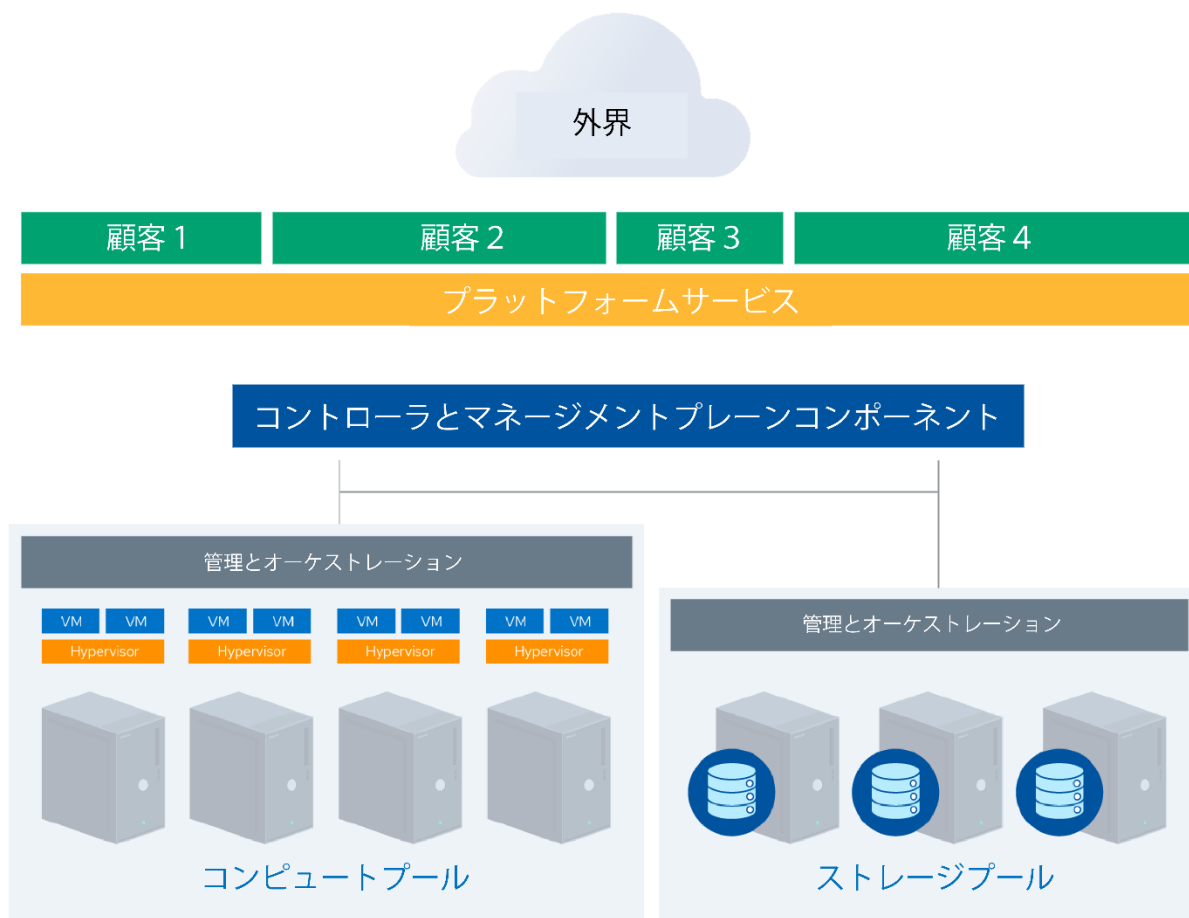 外界
顧客1 顧客2 顧客3 顧客4
プラットフォームサービス
コントローラとマネージメントプレーンコンポーネント
管理とオーケストレーション
VM VM VM VM VM VM VM VM
Hypervisor Hypervisor Hypervisor Hypervisor
コンピュートプール
管理とオーケストレーション
ストレージプール